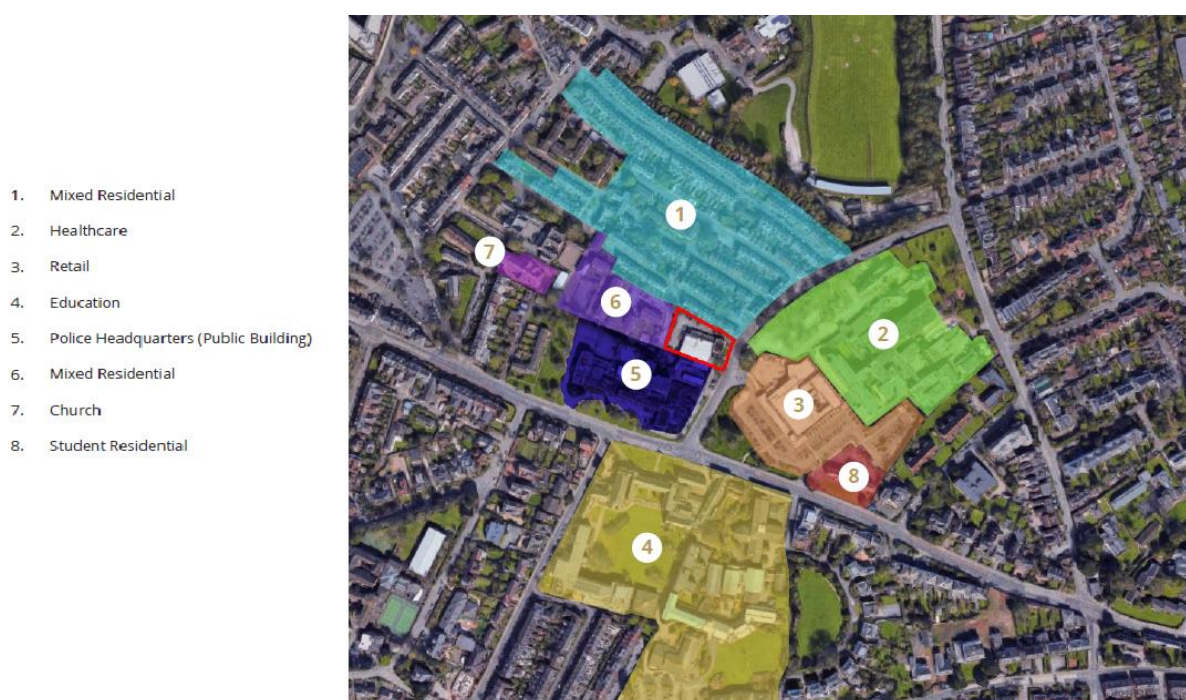 1. Mixed Residential
2. Healthcare
3. Retail
4. Education
5. Police Headquarters (Public Building)
6. Mixed Residential
7. Church
8. Student Residential
1
7
6
2
5
3
8
4